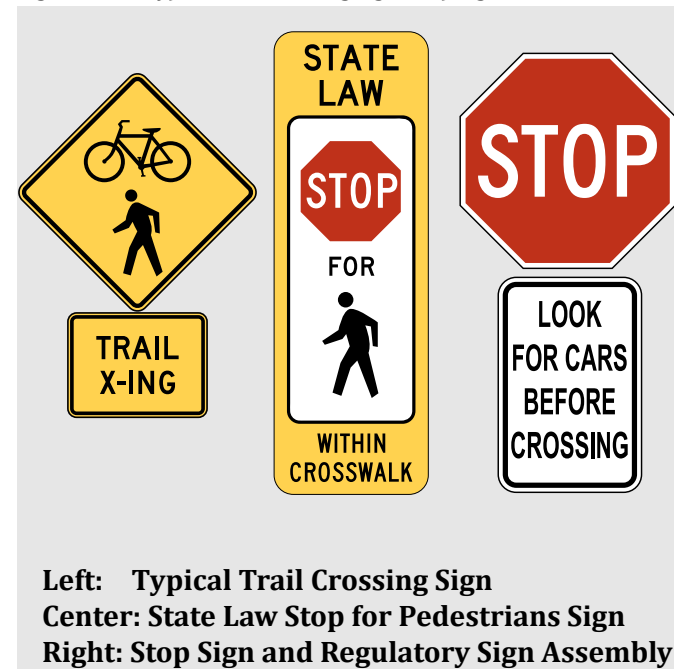 STATE
LAW
STOP
FOR
WITHIN
CROSSWALK
TRAIL
X-ING
STOP
LOOK
FOR CARS
BEFORE
CROSSING
Left: Typical Trail Crossing Sign
Center: State Law Stop for Pedestrians Sign
Right: Stop Sign and Regulatory Sign Assembly